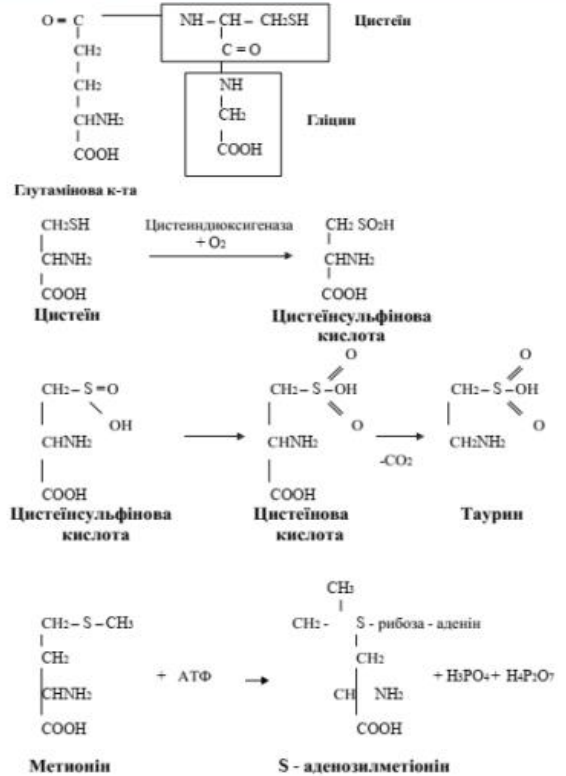 O = C NH – CH – CH2SH Цистеїн
CH2 C = O
CH2 NH
CHNH2 CH2 Гліцин
COOH COOH
Глутамінова к-та
CH2SH Цистеиндиоксигеназа CH2 SO2H
+ O2
CHNH2 CHNH2
COOH COOH
Цистеїн Цистеїнсульфінова
кислота
O O
CH2 – S = O CH2 – S – OH CH2 – S – OH
OH O O
CHNH2 CHNH2 CH2NH2
-CO2
COOH COOH
Цистеїнсульфінова Цистеїнова Таурин
кислота кислота
CH3
CH2 – S – CH3 CH2 - S - рибоза - аденін
CH2 + АТФ CH2 + H3PO4 + H4P2O7
CHNH2 CH NH2
COOH COOH
Метионін S - аденозилметіонін